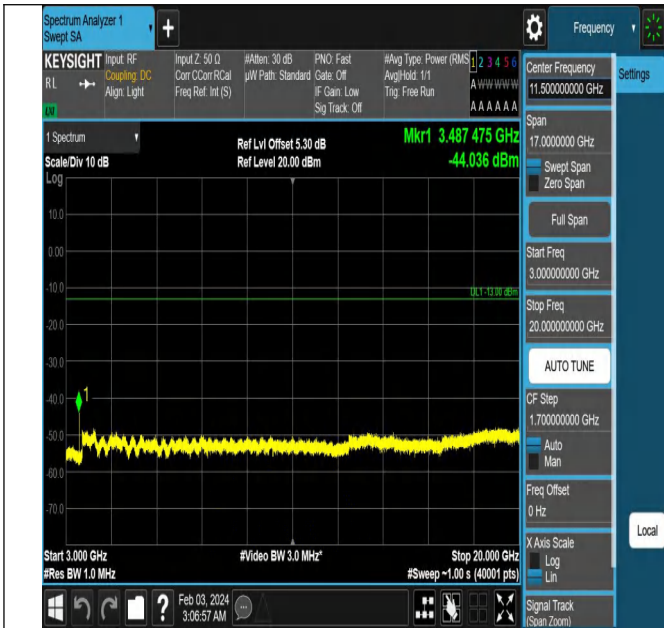 Spectrum Analyzer 1
Swept SA
+
Frequency
KEYSIGHT
RL
LXI
Input: RF
Coupling: DC
Align: Light
Input Z: 50 Ω
Corr CCorr RCal
Freq Ref: Int (S)
#Atten: 30 dB
µW Path: Standard
PNO: Fast
Gate: Off
IF Gain: Low
Sig Track: Off
#Avg Type: Power (RMS
Avg|Hold: 1/1
Trig: Free Run
1 2 3 4 5 6
A W W W W W
A A A A A A
Center Frequency
11.500000000 GHz
Settings
1 Spectrum
Scale/Div 10 dB
Log
Ref Lvl Offset 5.30 dB
Ref Level 20.00 dBm
Mkr1 3.487 475 GHz
-44.036 dBm
Span
17.0000000 GHz
Swept Span
Zero Span
Full Span
Start Freq
3.000000000 GHz
Stop Freq
20.000000000 GHz
AUTO TUNE
CF Step
1.700000000 GHz
Auto
Man
Freq Offset
0 Hz
X Axis Scale
Log
Lin
Signal Track
(Span Zoom)
Local
10.0
0.00
-10.0
DL1 -13.00 dBm
-20.0
-30.0
-40.0
1
-50.0
-60.0
-70.0
Start 3.000 GHz
#Res BW 1.0 MHz
#Video BW 3.0 MHz*
Stop 20.000 GHz
#Sweep ~1.00 s (40001 pts)
?
Feb 03, 2024
3:06:57 AM